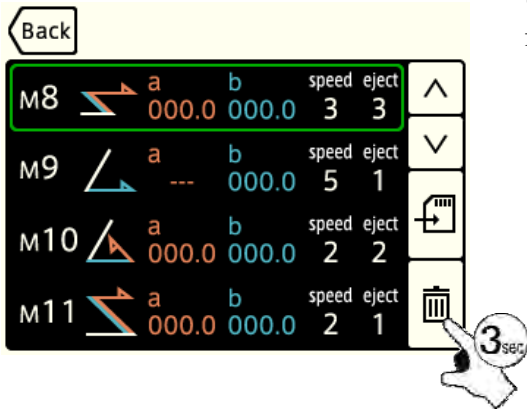 Back
M8 a 000.0 b 000.0 speed 3 eject 3
M9 a --- b 000.0 speed 5 eject 1
M10 a 000.0 b 000.0 speed 2 eject 2
M11 a 000.0 b 000.0 speed 2 eject 1
3sec